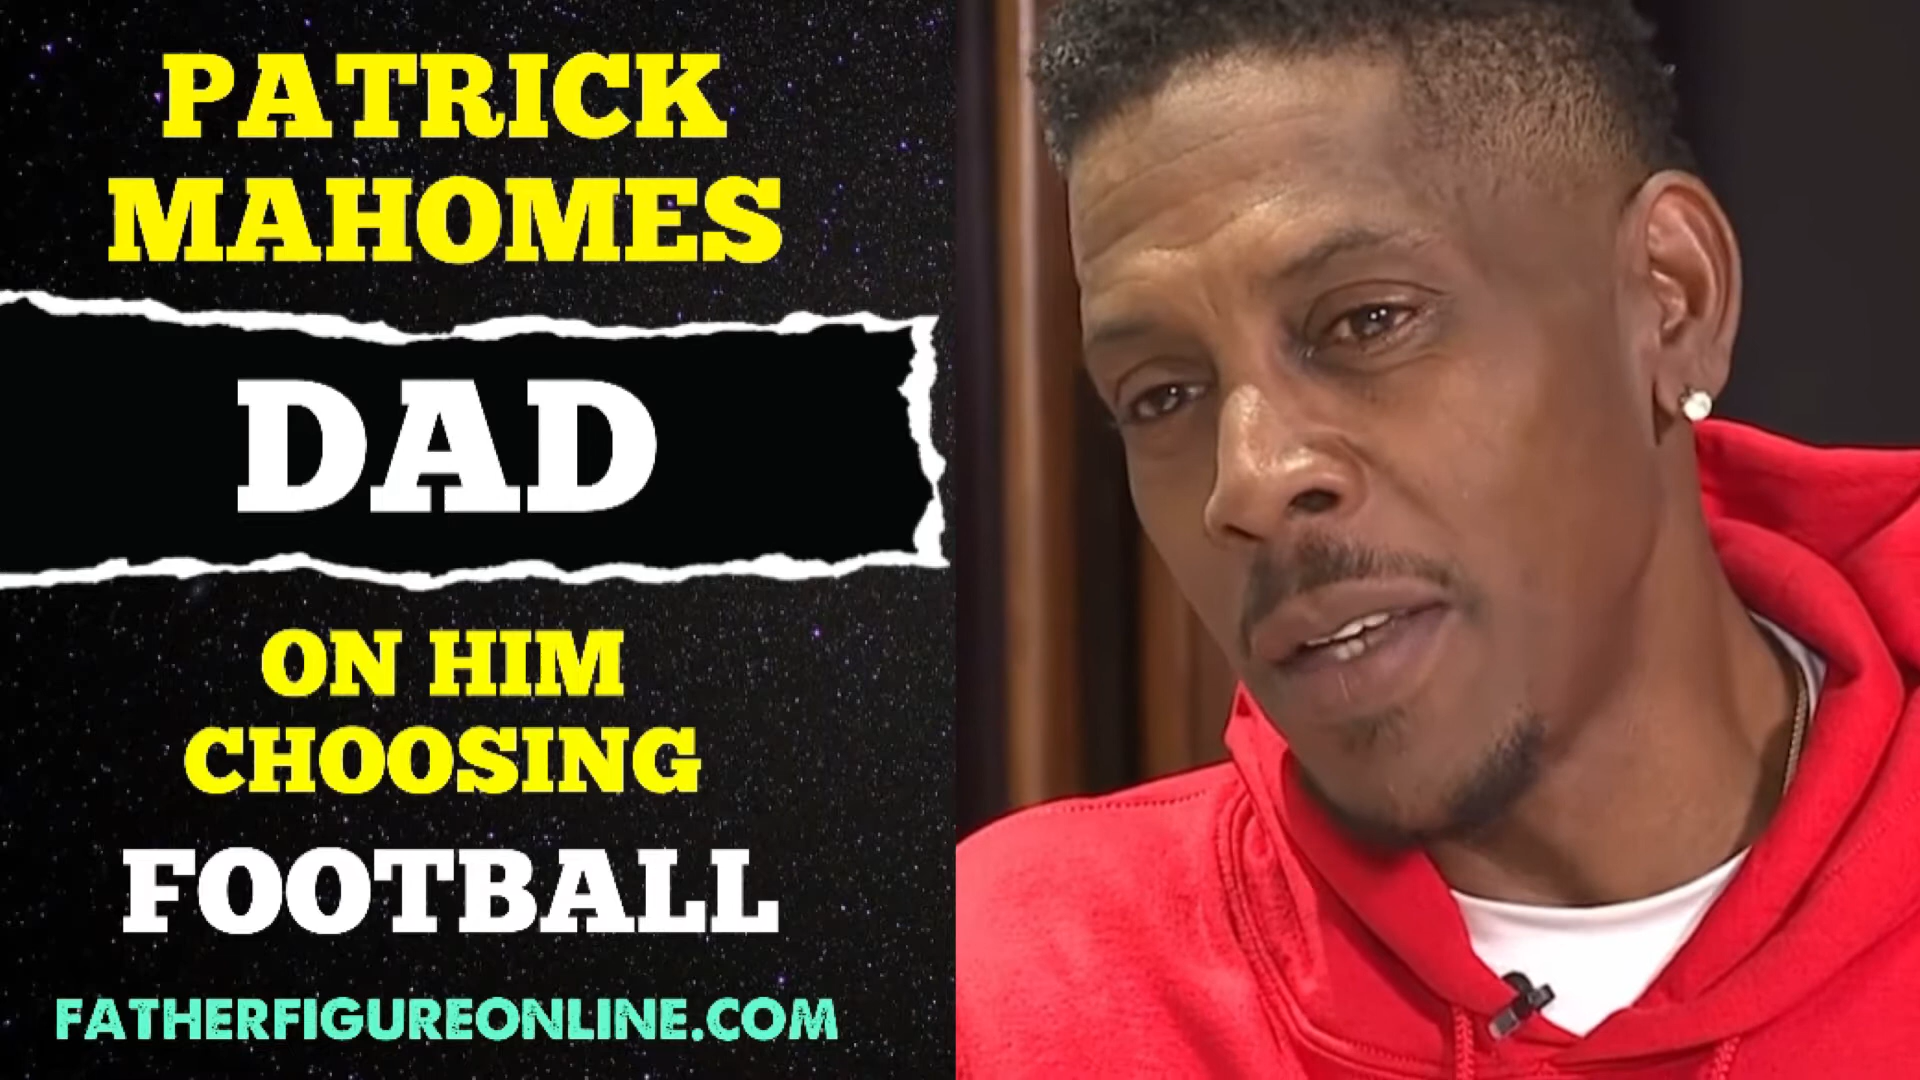 PATRICK
MAHOMES
DAD
ON HIM
CHOOSING
FOOTBALL
FATHERFIGUREONLINE.COM